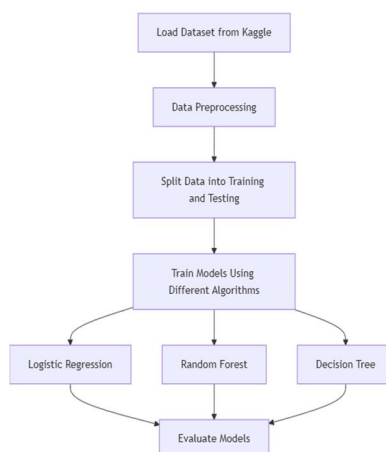 Load Dataset from Kaggle
Data Preprocessing
Split Data into Training
and Testing
Train Models Using
Different Algorithms
Logistic Regression
Random Forest
Decision Tree
Evaluate Models